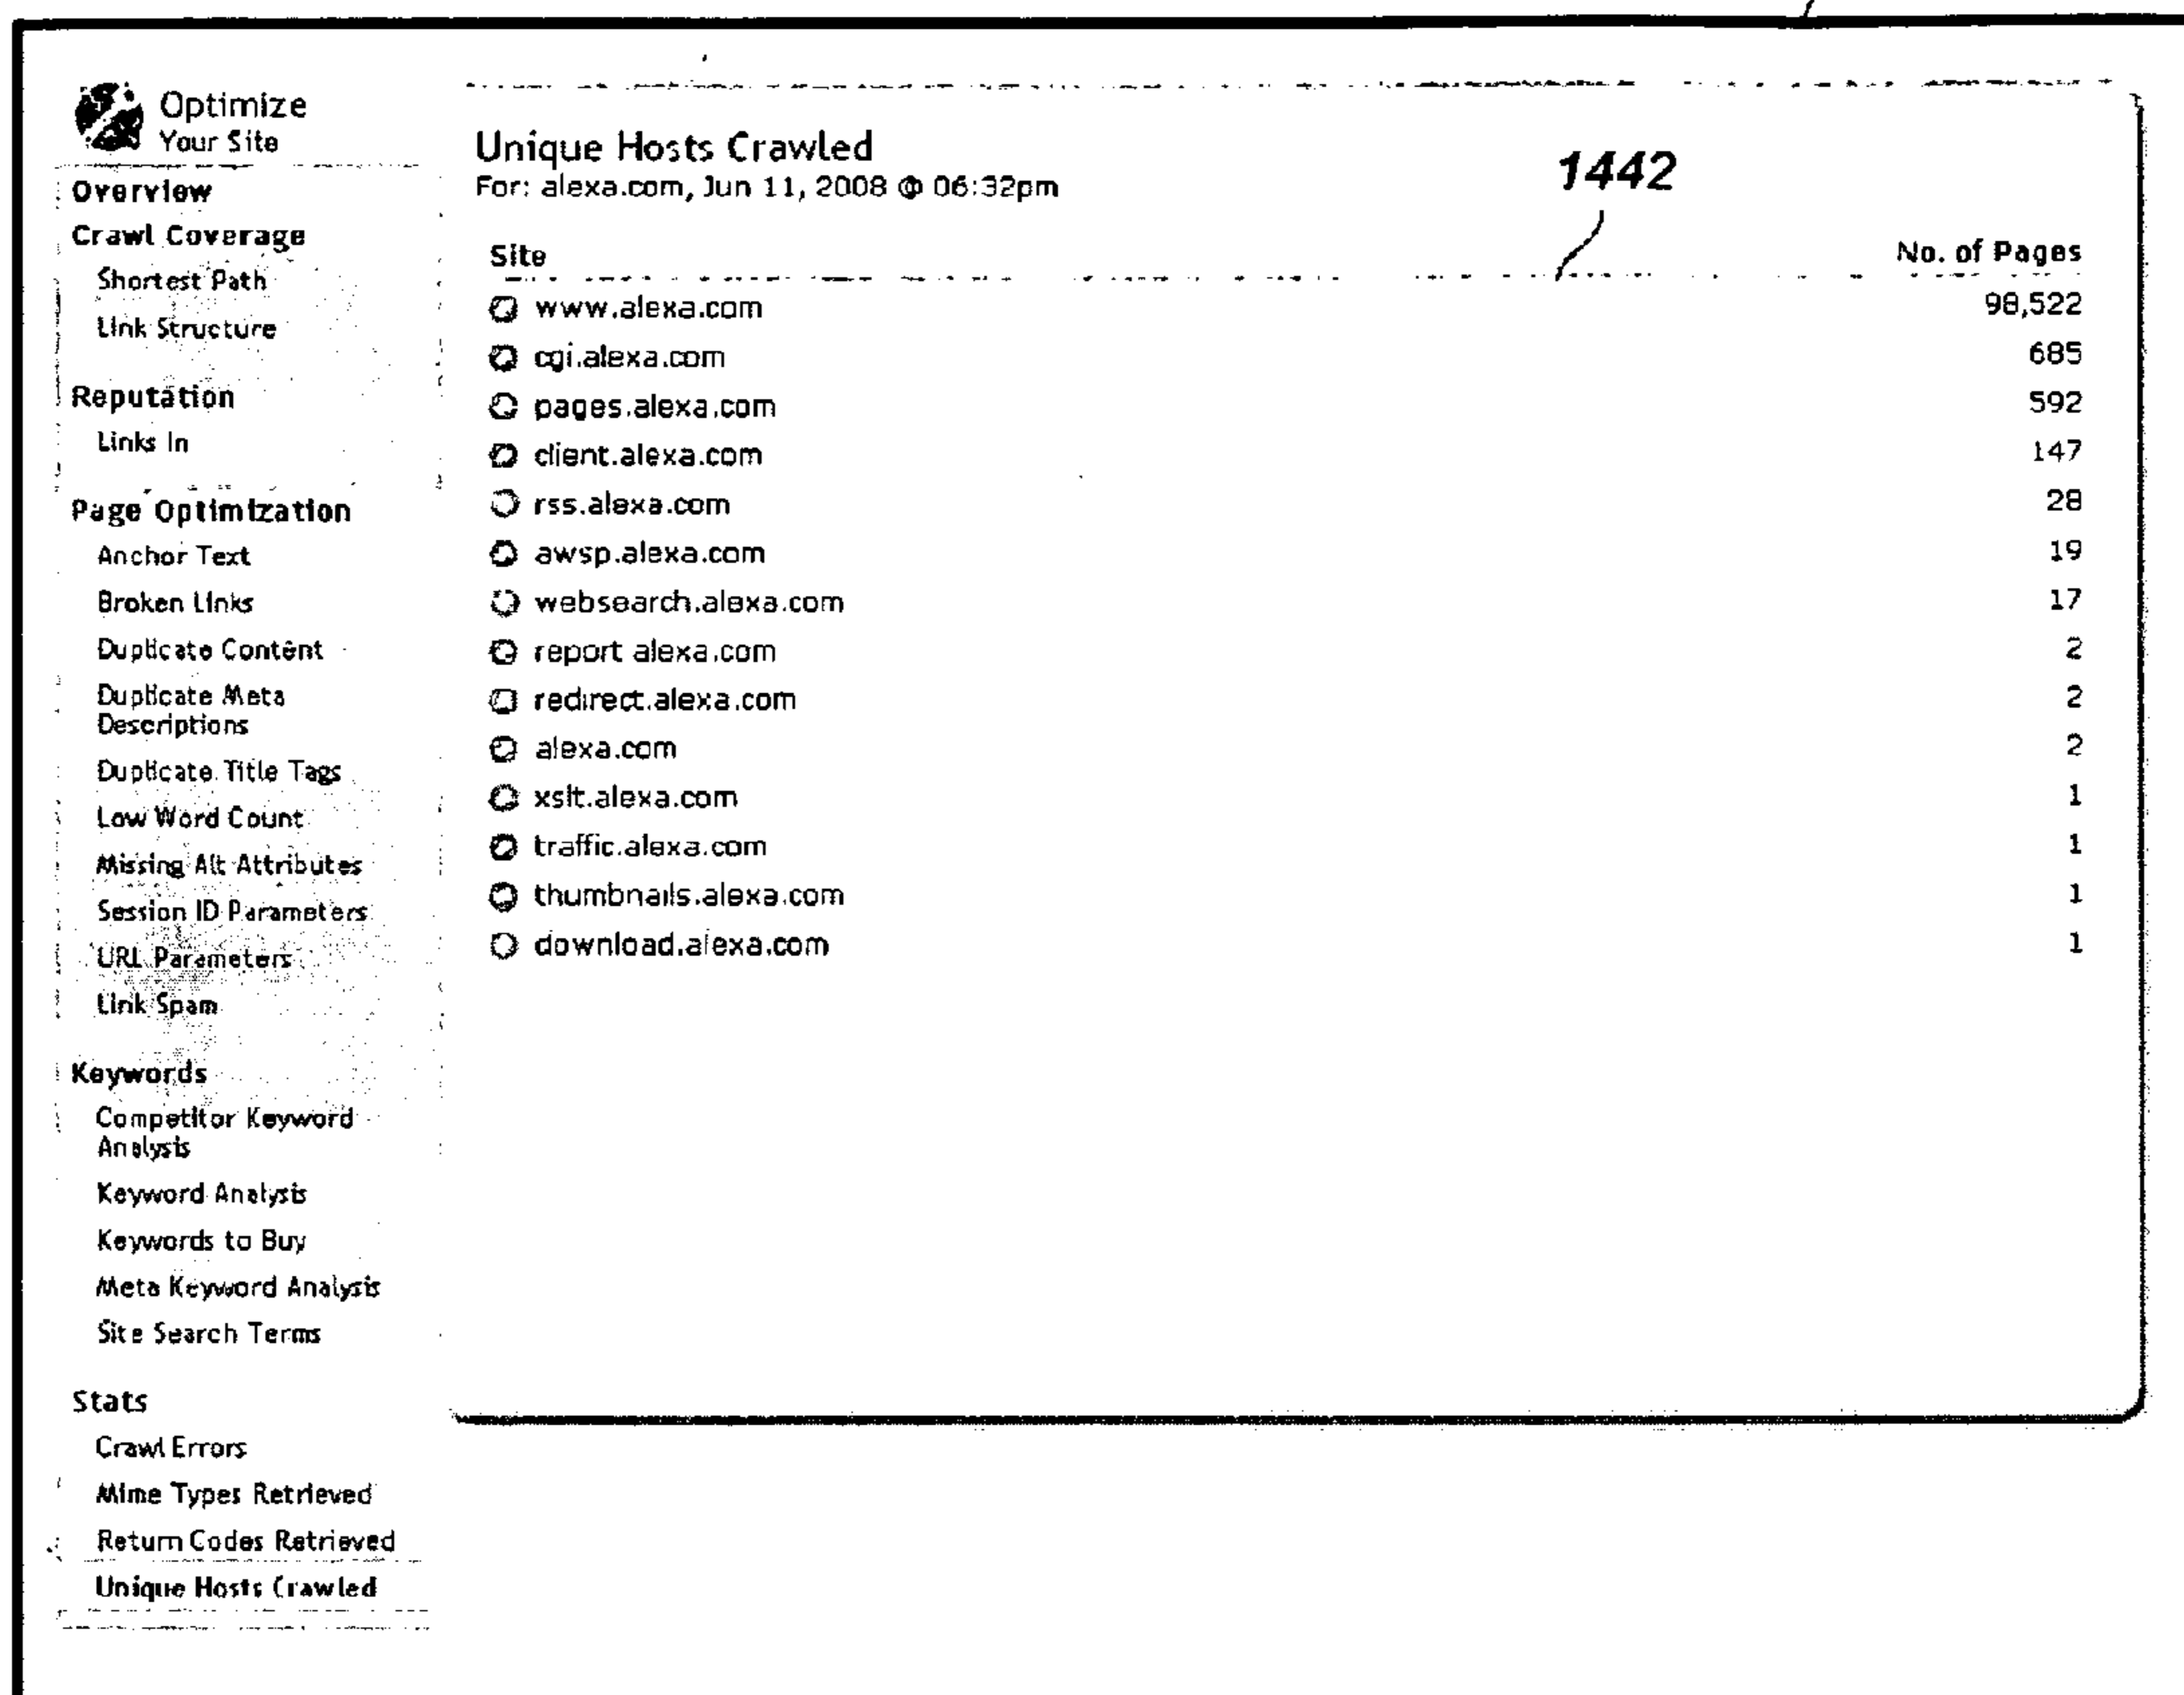 Optimize
Your Site
Overview
Crawl Coverage
Shortest Path
Link Structure
Reputation
Links In
Page Optimization
Anchor Text
Broken Links
Duplicate Content
Duplicate Meta
Descriptions
Duplicate Title Tags
Low Word Count
Missing Alt Attributes
Session ID Parameters
URL Parameters
Link Spam
Keywords
Competitor Keyword
Analysis
Keyword Analysis
Keywords to Buy
Meta Keyword Analysis
Site Search Terms
Stats
Crawl Errors
Mime Types Retrieved
Return Codes Retrieved
Unique Hosts Crawled
Unique Hosts Crawled
For: alexa.com, Jun 11, 2008 @ 06:32pm
1442
Site No. of Pages
www.alexa.com 98,522
cgi.alexa.com 685
pages.alexa.com 592
client.alexa.com 147
rss.alexa.com 28
awsp.alexa.com 19
websearch.alexa.com 17
report.alexa.com 2
redirect.alexa.com 2
alexa.com 2
xslt.alexa.com 1
traffic.alexa.com 1
thumbnails.alexa.com 1
download.alexa.com 1